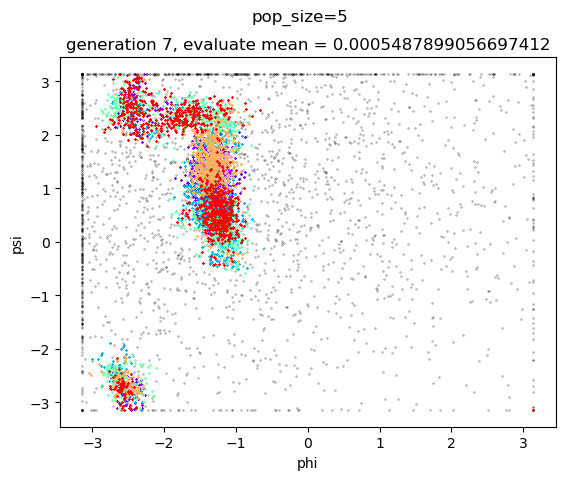 pop_size=5
generation 7, evaluate mean = 0.0005487899056697412
3
2
1
0
−1
−2
−3
psi
−3 −2 −1 0 1 2 3
phi